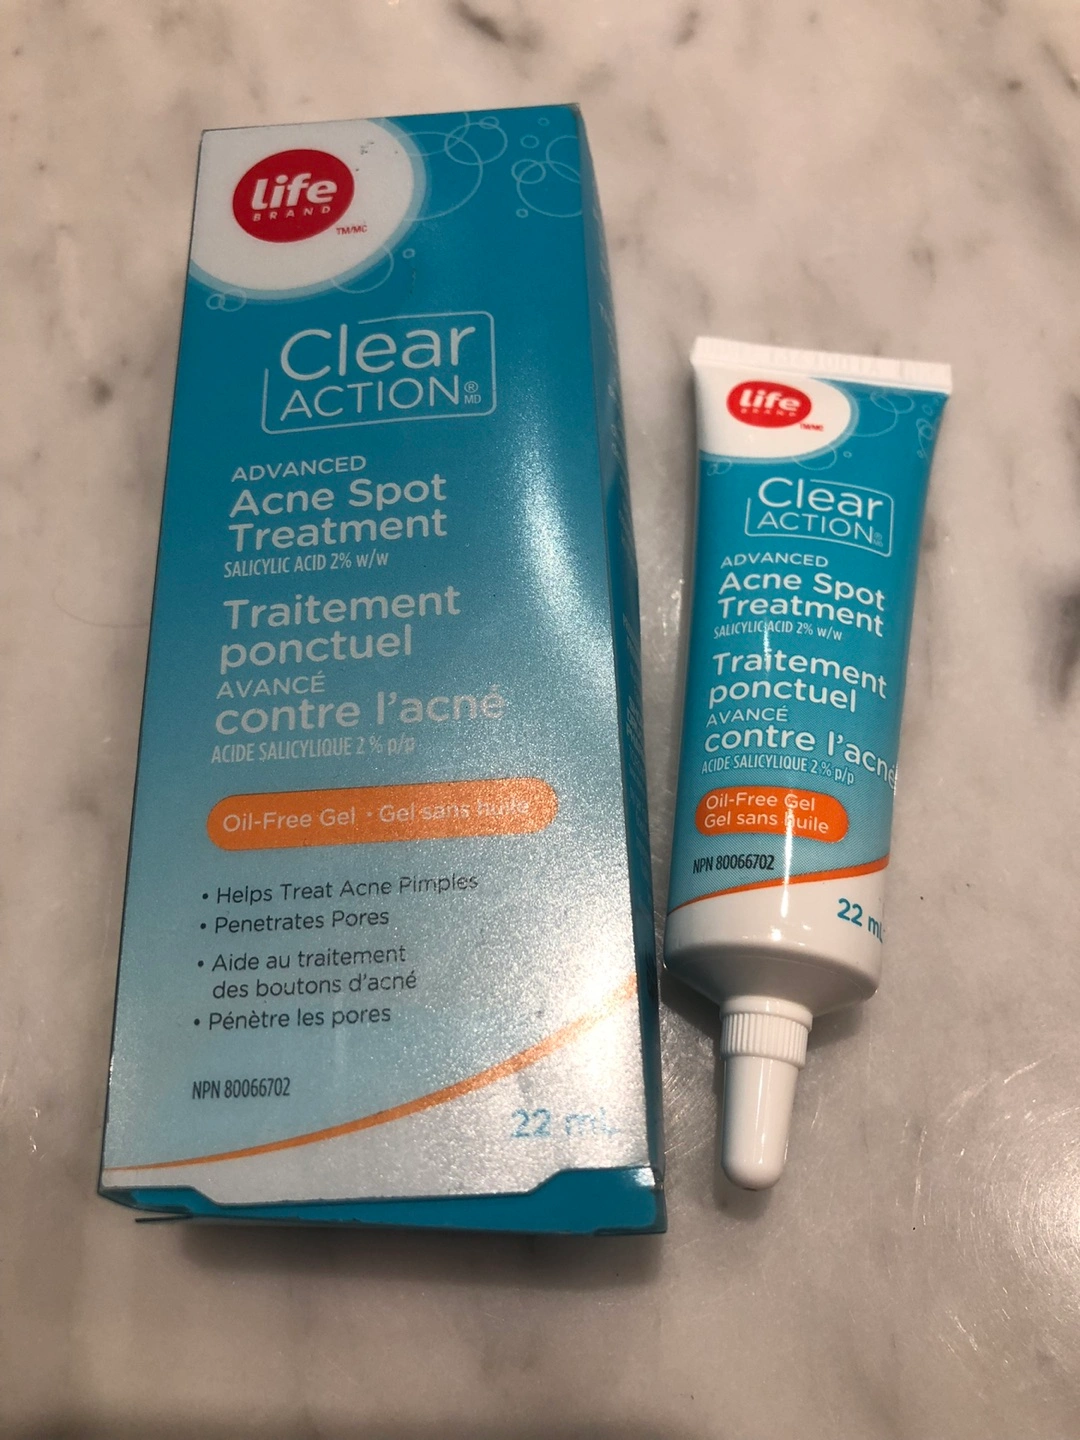 life
BRAND
TM/MC
Clear
ACTION®
MD
ADVANCED
Acne Spot
Treatment
SALICYLIC ACID 2% w/w
Traitement
ponctuel
AVANCÉ
contre l'acné
ACIDE SALICYLIQUE 2 % p/p
Oil-Free Gel • Gel sans huile
• Helps Treat Acne Pimples
• Penetrates Pores
• Aide au traitement
des boutons d'acné
• Pénètre les pores
NPN 80066702
22 mL
life
BRAND
TM/MC
Clear
ACTION
ADVANCED
Acne Spot
Treatment
SALICYLIC ACID 2% w/w
Traitement
ponctuel
AVANCÉ
contre l'acné
ACIDE SALICYLIQUE 2 % p/p
Oil-Free Gel
Gel sans huile
NPN 80066702
22 mL